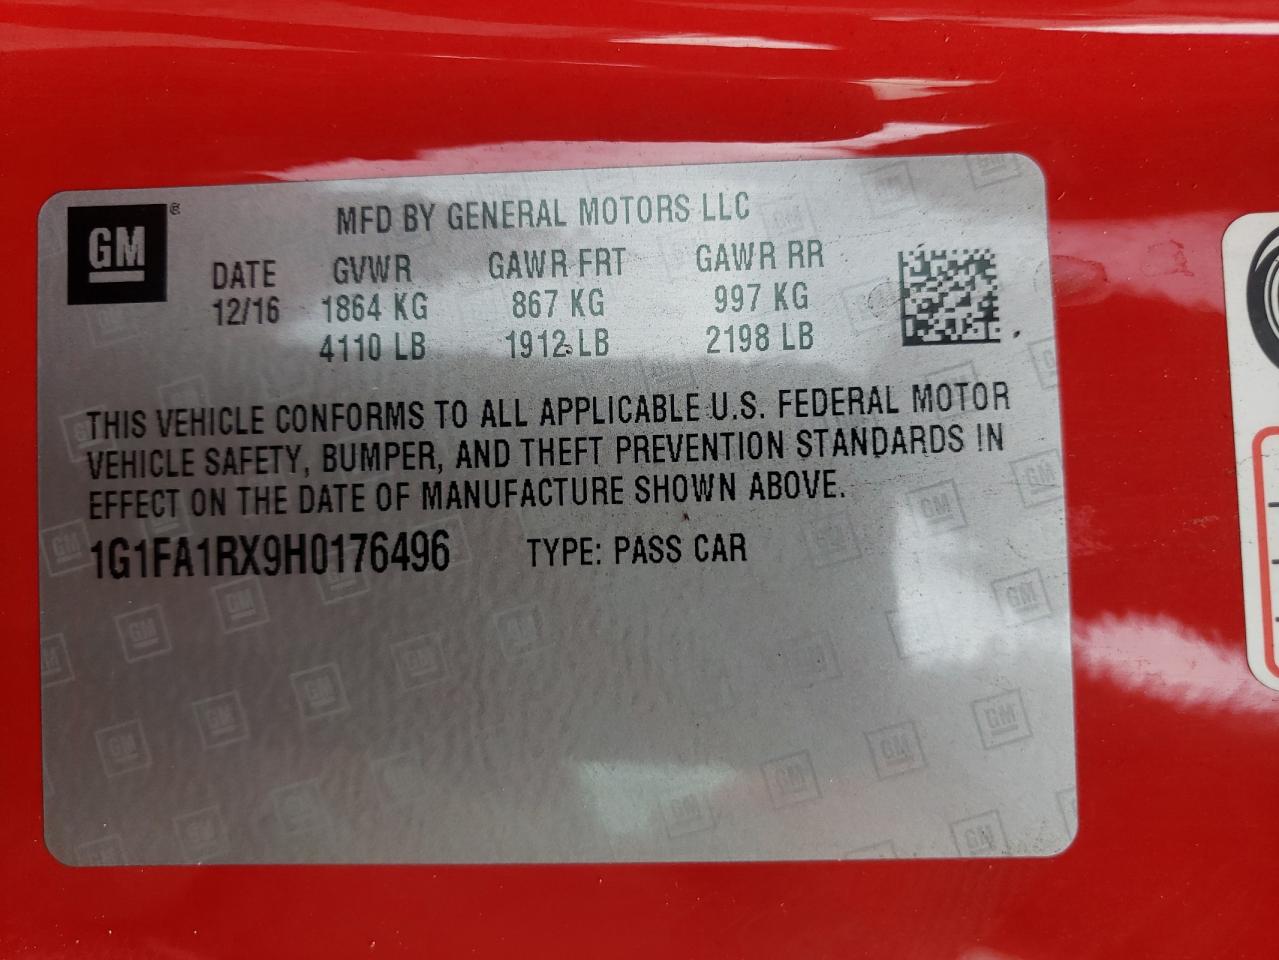 GM
MFD BY GENERAL MOTORS LLC
DATE GVWR GAWR FRT GAWR RR
12/16 1864 KG 867 KG 997 KG
4110 LB 1912 LB 2198 LB
THIS VEHICLE CONFORMS TO ALL APPLICABLE U.S. FEDERAL MOTOR
VEHICLE SAFETY, BUMPER, AND THEFT PREVENTION STANDARDS IN
EFFECT ON THE DATE OF MANUFACTURE SHOWN ABOVE.
1G1FA1RX9H0176496 TYPE: PASS CAR